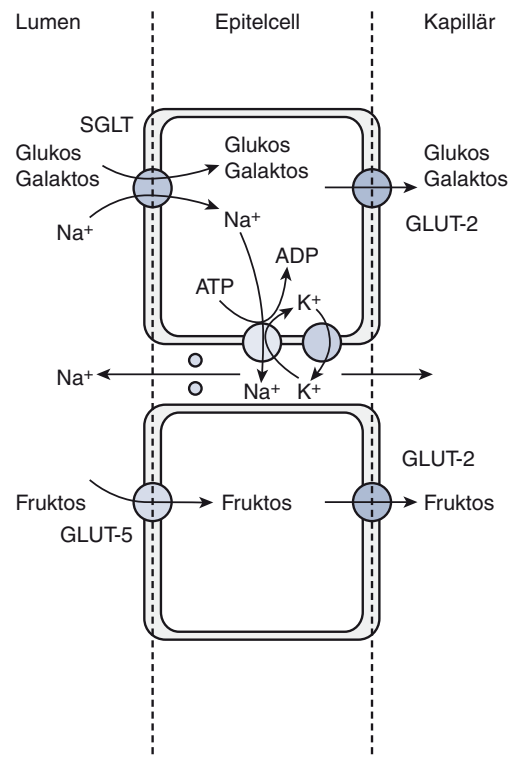 Lumen
Epitelcell
Kapillär
SGLT
Glukos
Galaktos
Glukos
Galaktos
Glukos
Galaktos
Na⁺
Na⁺
GLUT-2
ADP
ATP
K⁺
Na⁺
Na⁺
K⁺
GLUT-2
Fruktos
Fruktos
Fruktos
GLUT-5